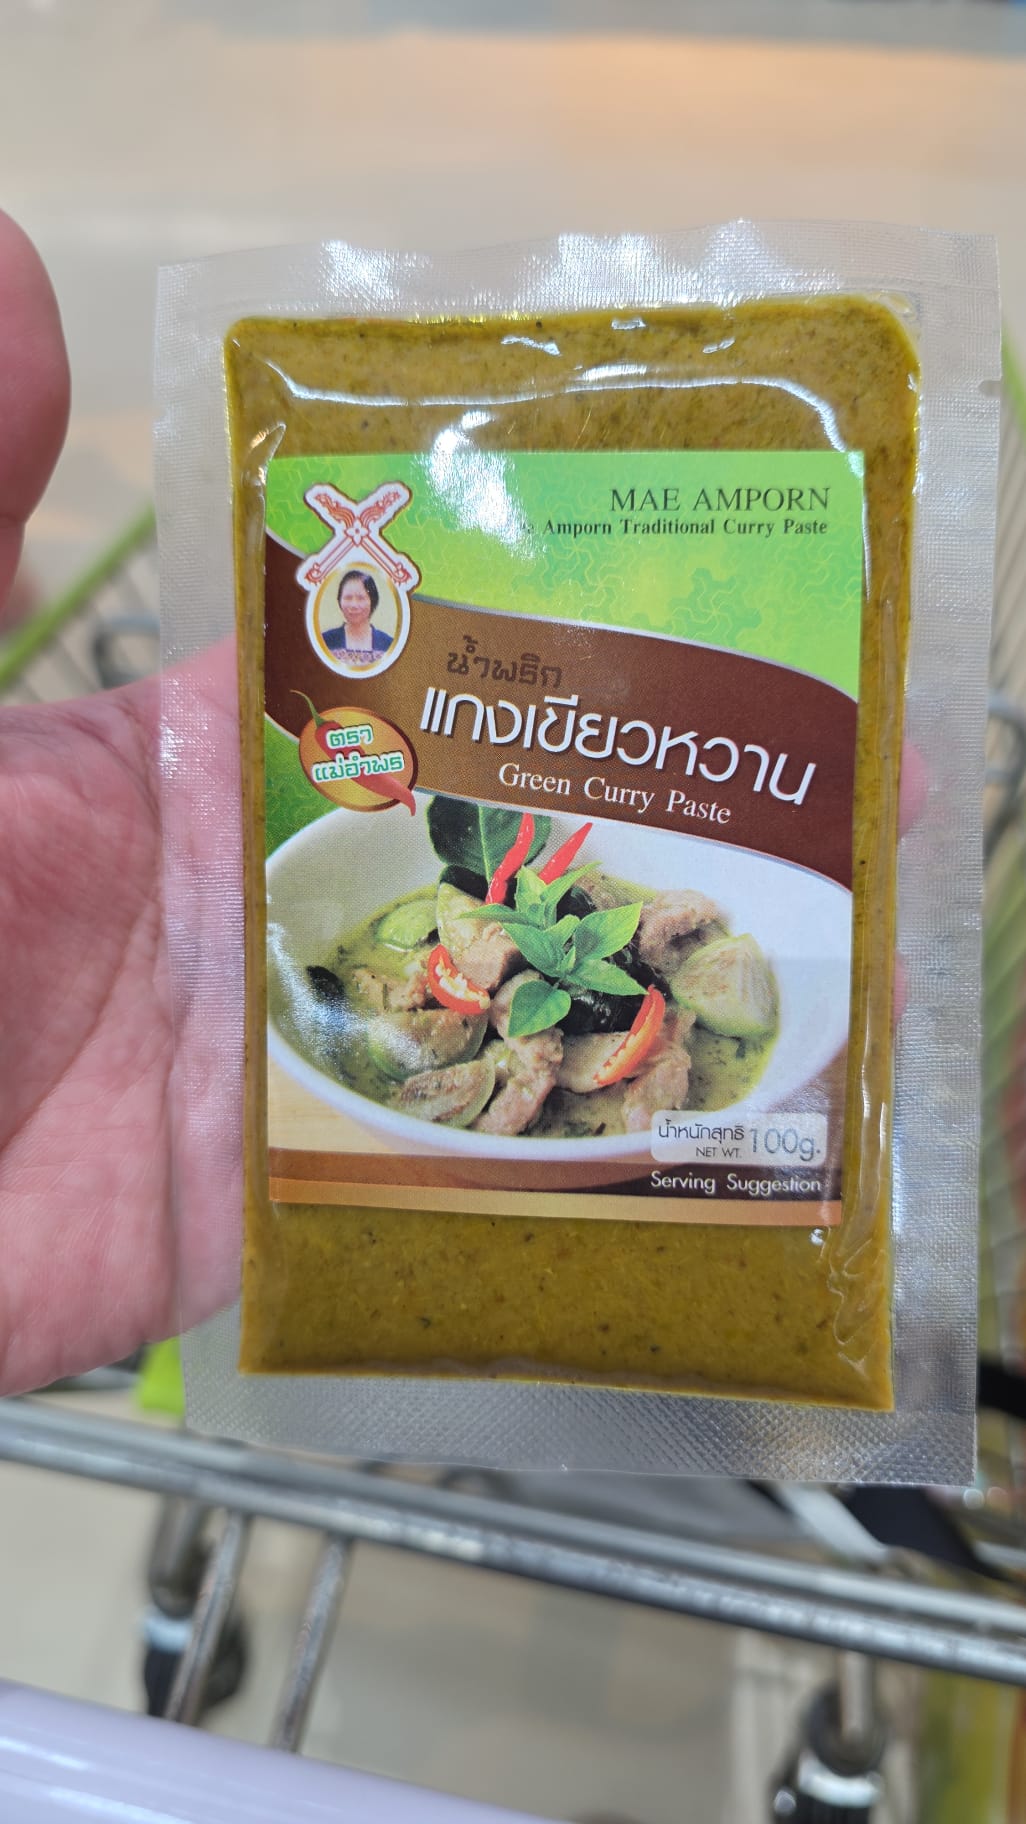 MAE AMPORN
Amporn Traditional Curry Paste
น้ำพริก
แกงเขียวหวาน
Green Curry Paste
ตรา
แม่อำพร
น้ำหนักสุทธิ 100g.
NET WT.
Serving Suggestion